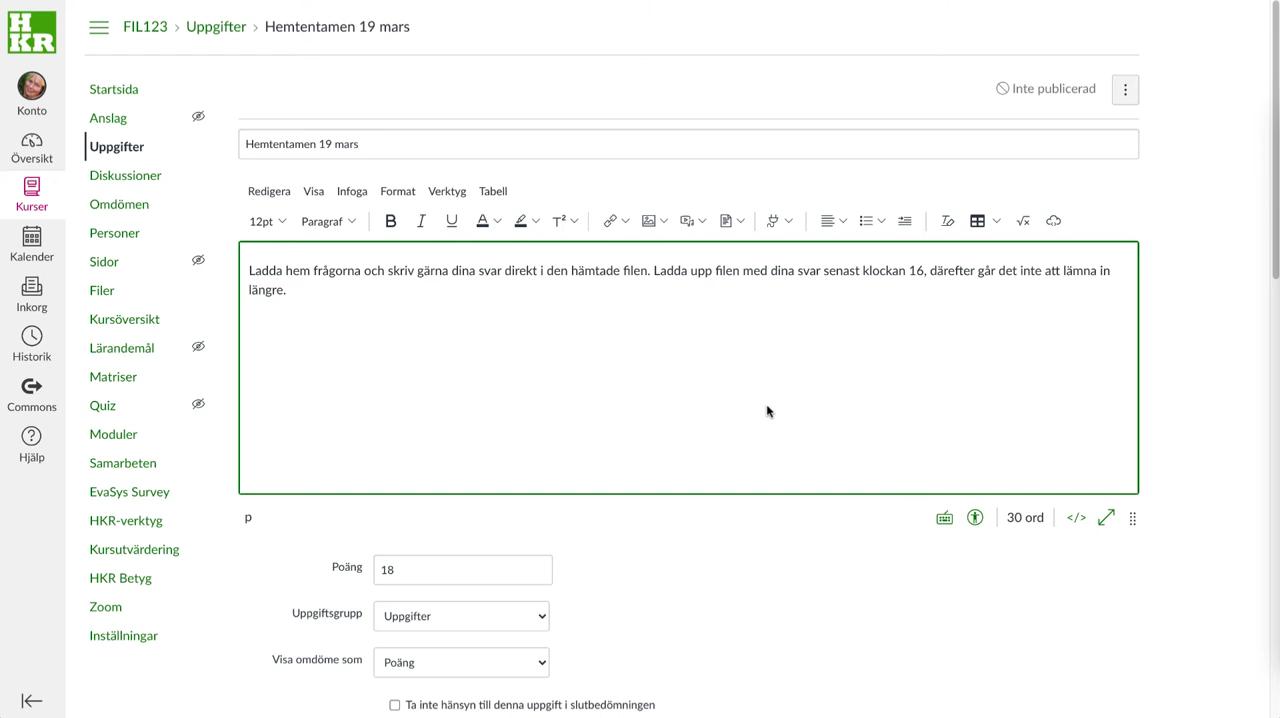 H
KR
FIL123 › Uppgifter › Hemtentamen 19 mars
Konto
Översikt
Kurser
Kalender
Inkorg
Historik
Commons
Hjälp
Startsida
Anslag
Uppgifter
Diskussioner
Omdömen
Personer
Sidor
Filer
Kursöversikt
Lärandemål
Matriser
Quiz
Moduler
Samarbeten
EvaSys Survey
HKR-verktyg
Kursutvärdering
HKR Betyg
Zoom
Inställningar
Inte publicerad
Hemtentamen 19 mars
Redigera Visa Infoga Format Verktyg Tabell
12pt Paragraf B I U A T²
Ladda hem frågorna och skriv gärna dina svar direkt i den hämtade filen. Ladda upp filen med dina svar senast klockan 16, därefter går det inte att lämna in
längre.
p 30 ord </>
Poäng 18
Uppgiftsgrupp Uppgifter
Visa omdöme som Poäng
Ta inte hänsyn till denna uppgift i slutbedömningen